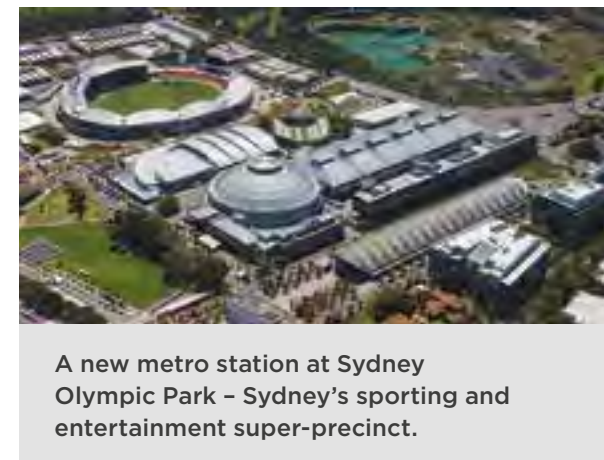 A new metro station at Sydney
Olympic Park – Sydney’s sporting and
entertainment super-precinct.